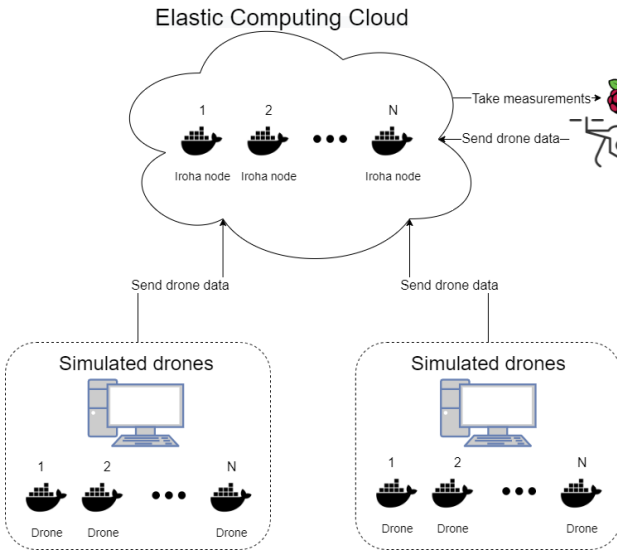 Elastic Computing Cloud
1 2 N
Iroha node Iroha node Iroha node
Take measurements
Send drone data
Send drone data Send drone data
Simulated drones Simulated drones
1 2 N 1 2 N
Drone Drone Drone Drone Drone Drone